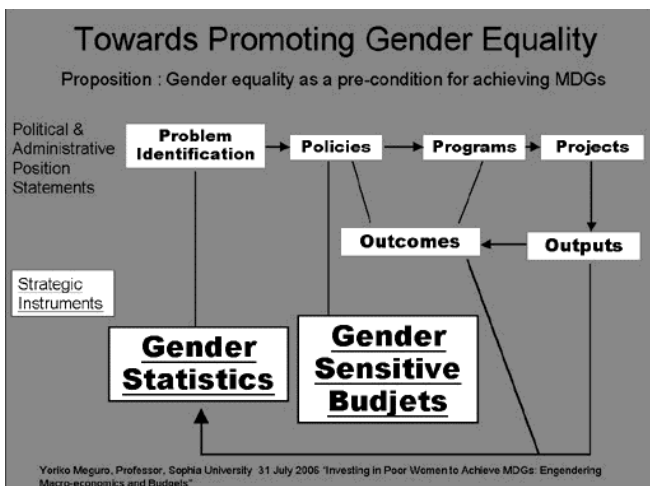 Towards Promoting Gender Equality
Proposition : Gender equality as a pre-condition for achieving MDGs
Political &
Administrative
Position
Statements
Problem
Identification
Policies
Programs
Projects
Outcomes
Outputs
Strategic
Instruments
Gender
Statistics
Gender
Sensitive
Budjets
Yoriko Meguro, Professor, Sophia University 31 July 2006 "Investing in Poor Women to Achieve MDGs: Engendering
Macro-economics and Budgets"